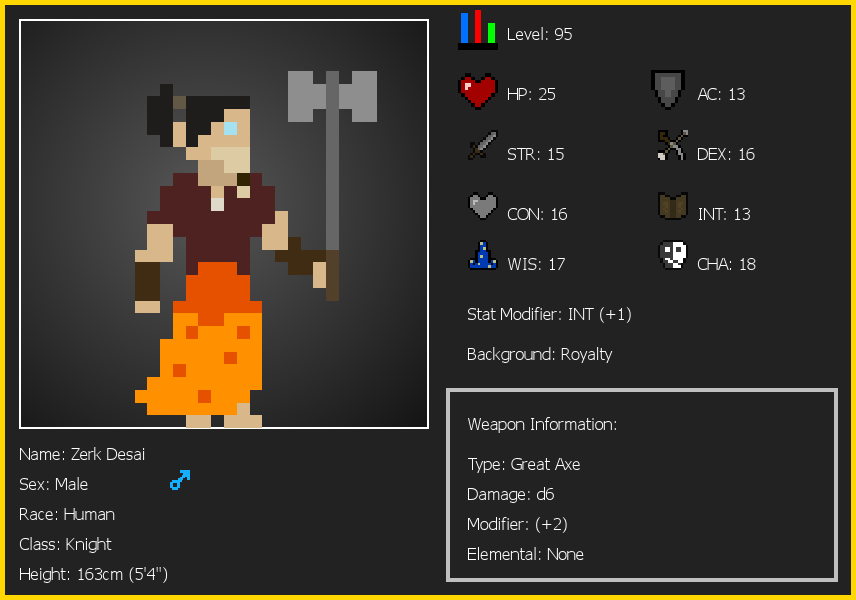 Level: 95
HP: 25
AC: 13
STR: 15
DEX: 16
CON: 16
INT: 13
WIS: 17
CHA: 18
Stat Modifier: INT (+1)
Background: Royalty
Weapon Information:
Type: Great Axe
Damage: d6
Modifier: (+2)
Elemental: None
Name: Zerk Desai
Sex: Male
Race: Human
Class: Knight
Height: 163cm (5'4")